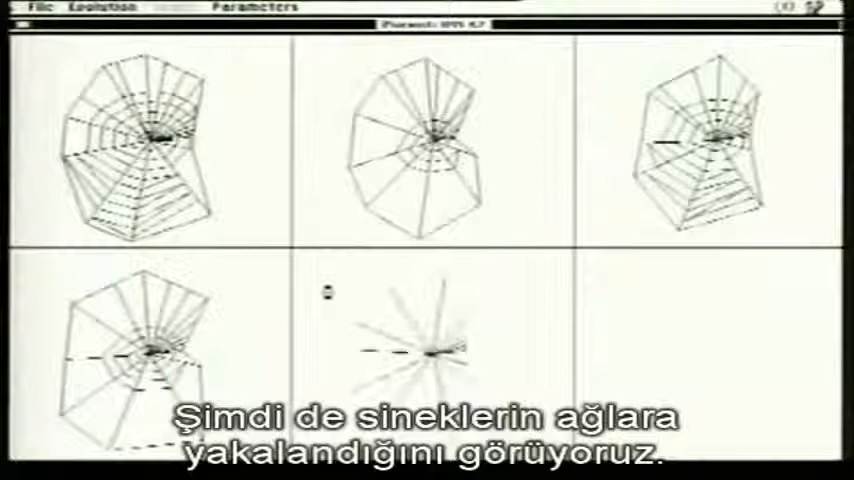 File Evolution Parameters
Şimdi de sineklerin ağlara
yakalandığını görüyoruz.